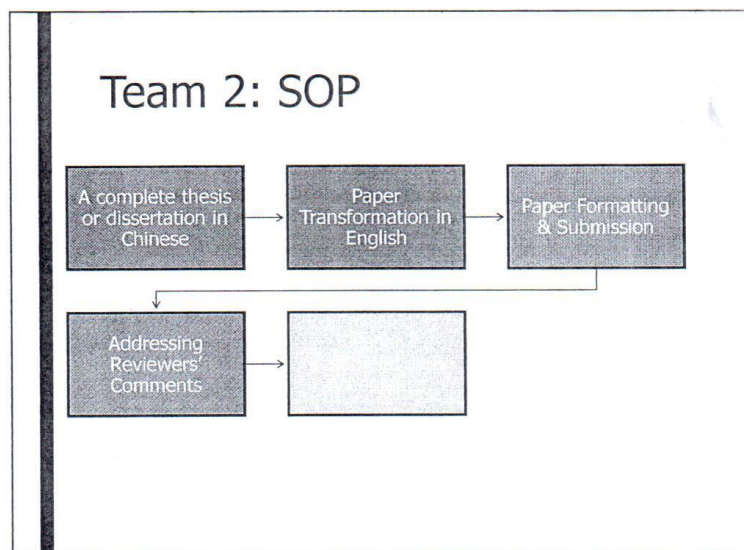 Team 2: SOP
A complete thesis
or dissertation in
Chinese
Paper
Transformation in
English
Paper Formatting
& Submission
Addressing
Reviewers'
Comments